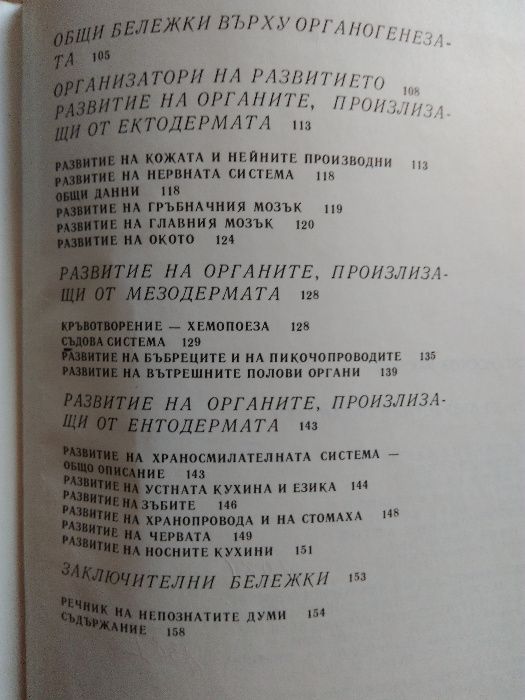 ОБЩИ БЕЛЕЖКИ ВЪРХУ ОРГАНОГЕНЕЗА-
ТА 105
ОРГАНИЗАТОРИ НА РАЗВИТИЕТО 108
РАЗВИТИЕ НА ОРГАНИТЕ, ПРОИЗЛИЗА-
ЩИ ОТ ЕКТОДЕРМАТА 113
РАЗВИТИЕ НА КОЖАТА И НЕЙНИТЕ ПРОИЗВОДНИ 113
РАЗВИТИЕ НА НЕРВНАТА СИСТЕМА 118
ОБЩИ ДАННИ 118
РАЗВИТИЕ НА ГРЪБНАЧНИЯ МОЗЪК 119
РАЗВИТИЕ НА ГЛАВНИЯ МОЗЪК 120
РАЗВИТИЕ НА ОКОТО 124
РАЗВИТИЕ НА ОРГАНИТЕ, ПРОИЗЛИЗА-
ЩИ ОТ МЕЗОДЕРМАТА 128
КРЪВОТВОРЕНИЕ — ХЕМОПОЕЗА 128
СЪДОВА СИСТЕМА 129
РАЗВИТИЕ НА БЪБРЕЦИТЕ И НА ПИКОЧОПРОВОДИТЕ 135
РАЗВИТИЕ НА ВЪТРЕШНИТЕ ПОЛОВИ ОРГАНИ 139
РАЗВИТИЕ НА ОРГАНИТЕ, ПРОИЗЛИЗА-
ЩИ ОТ ЕНТОДЕРМАТА 143
РАЗВИТИЕ НА ХРАНОСМИЛАТЕЛНАТА СИСТЕМА —
ОБЩО ОПИСАНИЕ 143
РАЗВИТИЕ НА УСТНАТА КУХИНА И ЕЗИКА 144
РАЗВИТИЕ НА ЗЪБИТЕ 146
РАЗВИТИЕ НА ХРАНОПРОВОДА И НА СТОМАХА 148
РАЗВИТИЕ НА ЧЕРВАТА 149
РАЗВИТИЕ НА НОСНИТЕ КУХИНИ 151
ЗАКЛЮЧИТЕЛНИ БЕЛЕЖКИ 153
РЕЧНИК НА НЕПОЗНАТИТЕ ДУМИ 154
СЪДЪРЖАНИЕ 158